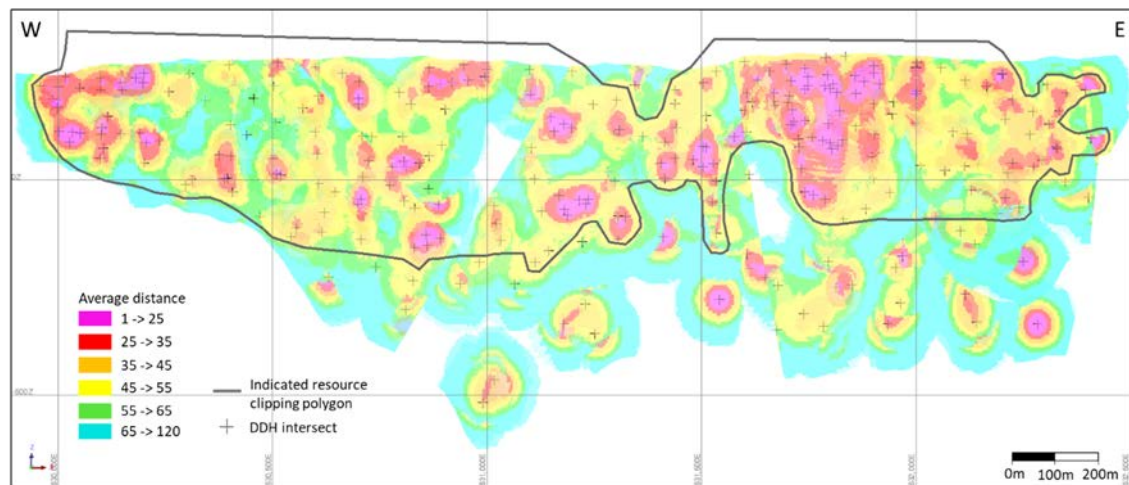 W
E
Average distance
1 -> 25
25 -> 35
35 -> 45
45 -> 55
55 -> 65
65 -> 120
Indicated resource
clipping polygon
DDH intersect
0m 100m 200m